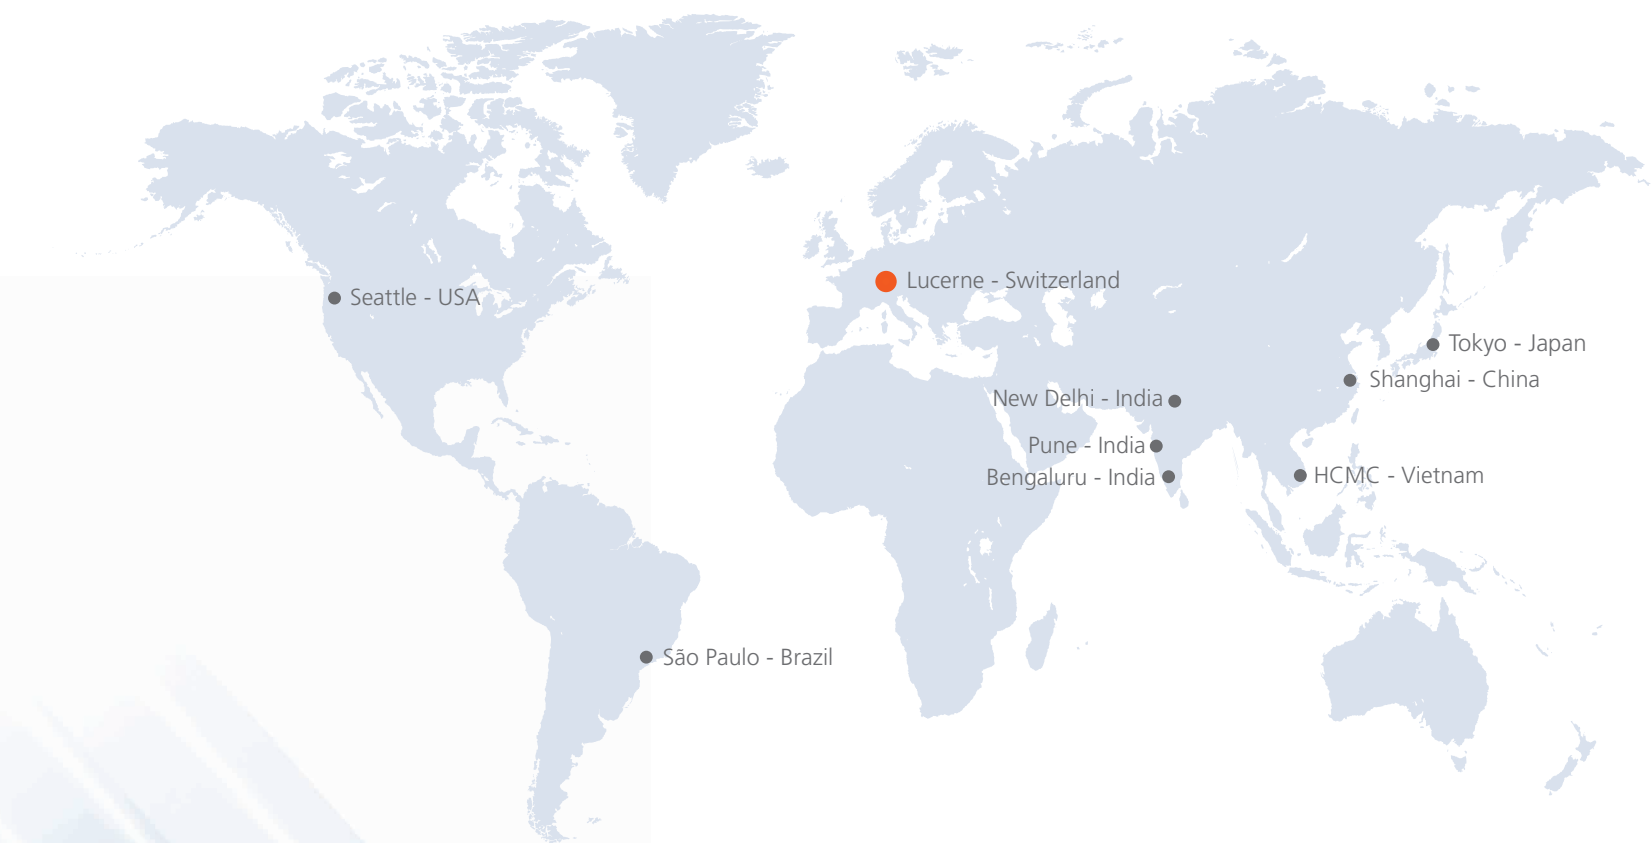 Lucerne - Switzerland
Seattle - USA
Tokyo - Japan
Shanghai - China
New Delhi - India
Pune - India
Bengaluru - India
HCMC - Vietnam
São Paulo - Brazil